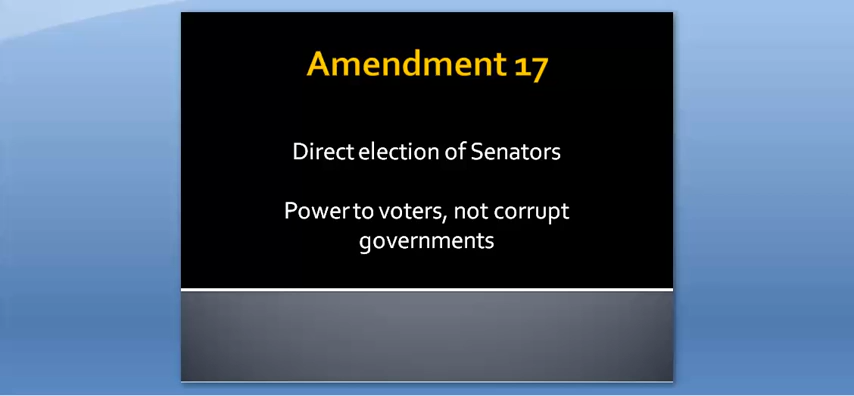 Amendment 17
Direct election of Senators
Power to voters, not corrupt
governments